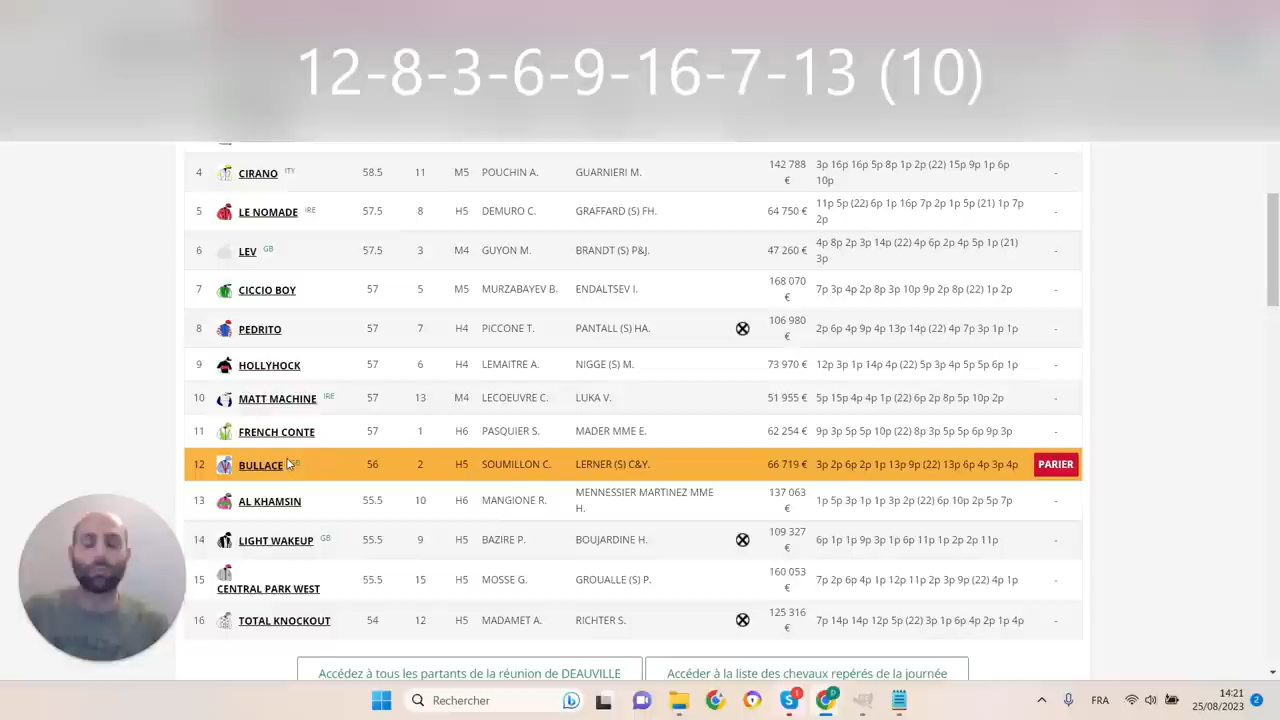 12-8-3-6-9-16-7-13 (10)
4 CIRANO ITY 58.5 11 M5 POUCHIN A. GUARNIERI M. 142 788 € 3p 16p 16p 5p 8p 1p 2p (22) 15p 9p 1p 6p 10p -
5 LE NOMADE IRE 57.5 8 H5 DEMURO C. GRAFFARD (S) FH. 64 750 € 11p 5p (22) 6p 1p 16p 7p 2p 1p 5p (21) 1p 7p 2p -
6 LEV GB 57.5 3 M4 GUYON M. BRANDT (S) P&J. 47 260 € 4p 8p 2p 3p 14p (22) 4p 6p 2p 4p 5p 1p (21) 3p -
7 CICCIO BOY 57 5 M5 MURZABAYEV B. ENDALTSEV I. 168 070 € 7p 3p 4p 2p 8p 3p 10p 9p 2p 8p (22) 1p 2p -
8 PEDRITO 57 7 H4 PICCONE T. PANTALL (S) HA. 106 980 € 2p 6p 4p 9p 4p 13p 14p (22) 4p 7p 3p 1p 1p -
9 HOLLYHOCK 57 6 H4 LEMAITRE A. NIGGE (S) M. 73 970 € 12p 3p 1p 14p 4p (22) 5p 3p 4p 5p 5p 6p 1p -
10 MATT MACHINE IRE 57 13 M4 LECOEUVRE C. LUKA V. 51 955 € 5p 15p 4p 4p 1p (22) 6p 2p 8p 5p 10p 2p -
11 FRENCH CONTE 57 1 H6 PASQUIER S. MADER MME E. 62 254 € 9p 3p 5p 5p 10p (22) 8p 3p 5p 5p 6p 9p 3p -
12 BULLACE GB 56 2 H5 SOUMILLON C. LERNER (S) C&Y. 66 719 € 3p 2p 6p 2p 1p 13p 9p (22) 13p 6p 4p 3p 4p PARIER
13 AL KHAMSIN 55.5 10 H6 MANGIONE R. MENNESSIER MARTINEZ MME H. 137 063 € 1p 5p 3p 1p 1p 3p 2p (22) 6p 10p 2p 5p 7p -
14 LIGHT WAKEUP GB 55.5 9 H5 BAZIRE P. BOUJARDINE H. 109 327 € 6p 1p 1p 9p 3p 1p 6p 11p 1p 2p 2p 11p -
15 CENTRAL PARK WEST 55.5 15 H5 MOSSE G. GROUALLE (S) P. 160 053 € 7p 2p 6p 4p 1p 12p 11p 2p 3p 9p (22) 4p 1p -
16 TOTAL KNOCKOUT 54 12 H5 MADAMET A. RICHTER S. 125 316 € 7p 14p 14p 12p 5p (22) 3p 1p 6p 4p 2p 1p 4p -
Accédez à tous les partants de la réunion de DEAUVILLE
Accéder à la liste des chevaux repérés de la journée
Rechercher
1
FRA
14:21
25/08/2023
2